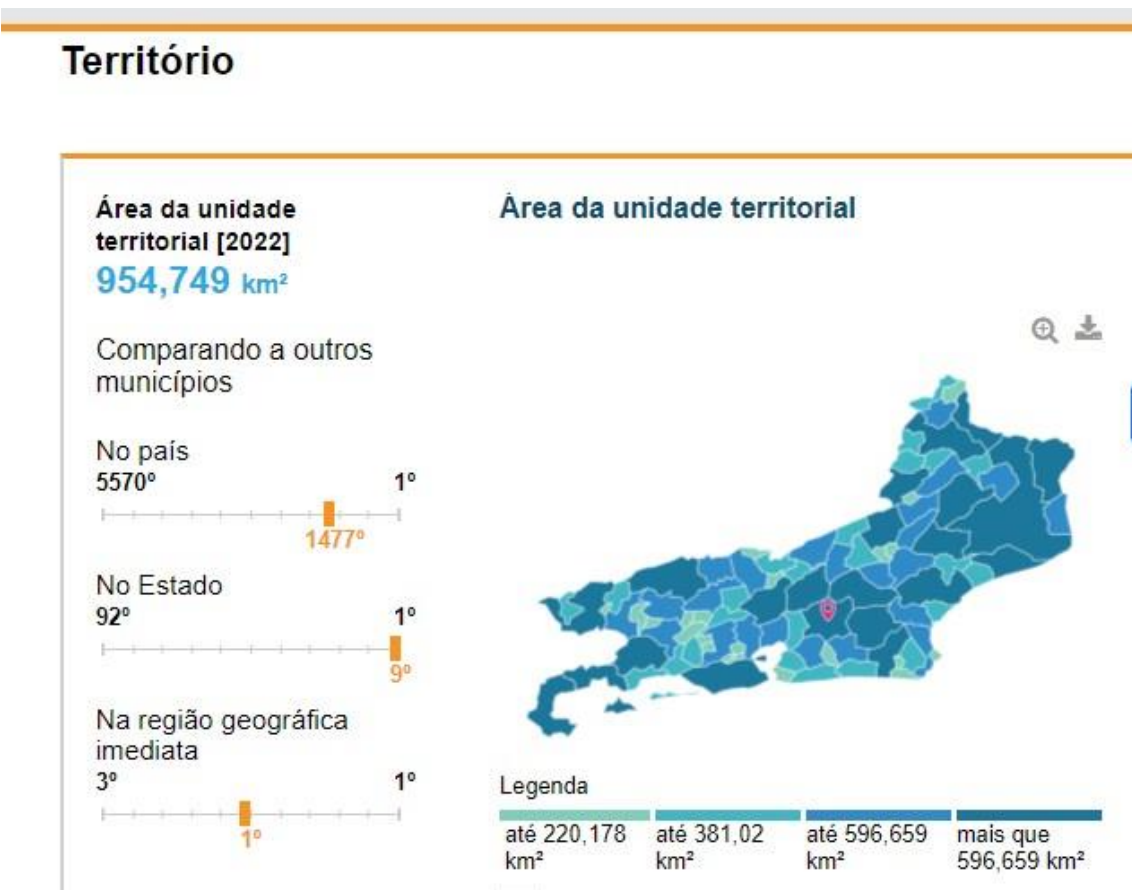 Território
Área da unidade
territorial [2022]
954,749 km²
Comparando a outros
municípios
No país
5570º 1º
1477º
No Estado
92º 1º
9º
Na região geográfica
imediata
3º 1º
1º
Área da unidade territorial
Legenda
até 220,178
km²
até 381,02
km²
até 596,659
km²
mais que
596,659 km²